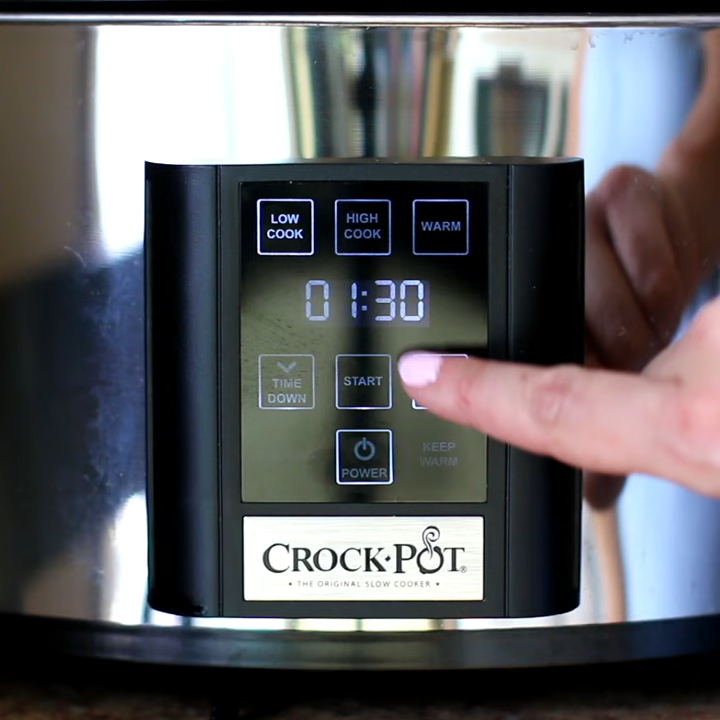 LOW COOK
HIGH COOK
WARM
01:30
TIME DOWN
START
POWER
KEEP WARM
CROCK·POT®
• THE ORIGINAL SLOW COOKER •